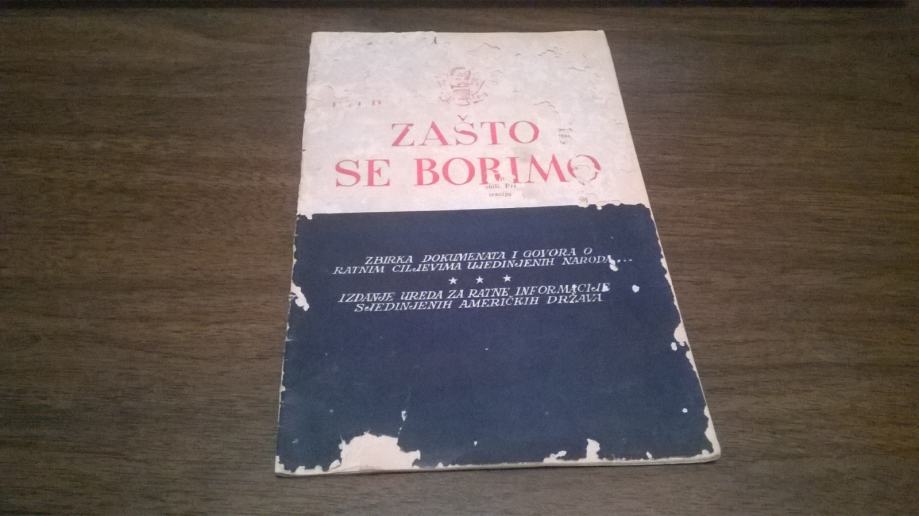 ZAŠTO
SE BORIMO
ZBIRKA DOKUMENATA I GOVORA O
RATNIM CILJEVIMA UJEDINJENIH NARODA...
★ ★ ★
IZDANJE UREDA ZA RATNE INFORMACIJE
SJEDINJENIH AMERIČKIH DRŽAVA